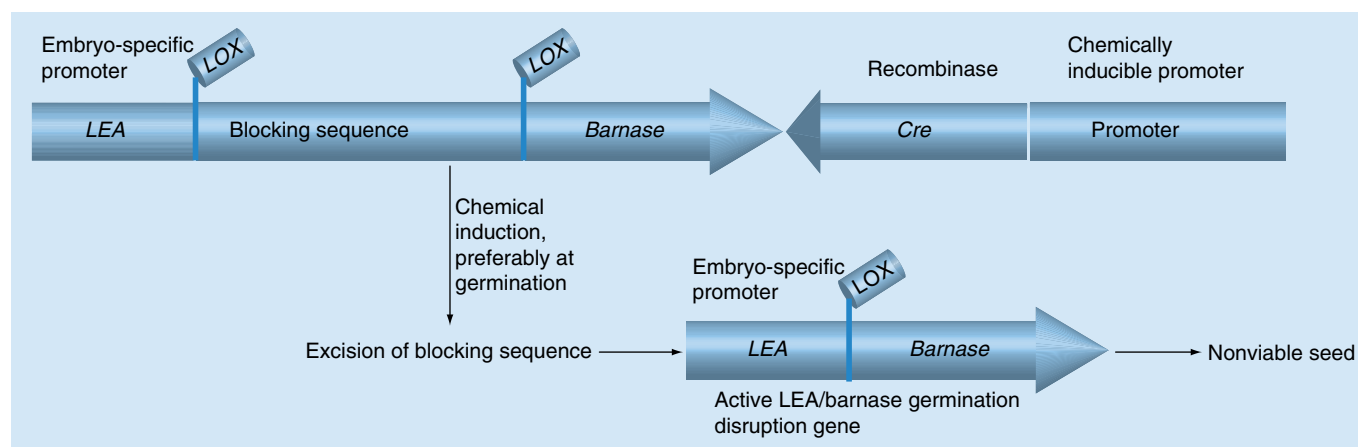 Embryo-specific
promoter
LOX
LOX
Recombinase
Chemically
inducible promoter
LEA
Blocking sequence
Barnase
Cre
Promoter
Chemical
induction,
preferably at
germination
Embryo-specific
promoter
LOX
Excision of blocking sequence
LEA
Barnase
Nonviable seed
Active LEA/barnase germination
disruption gene